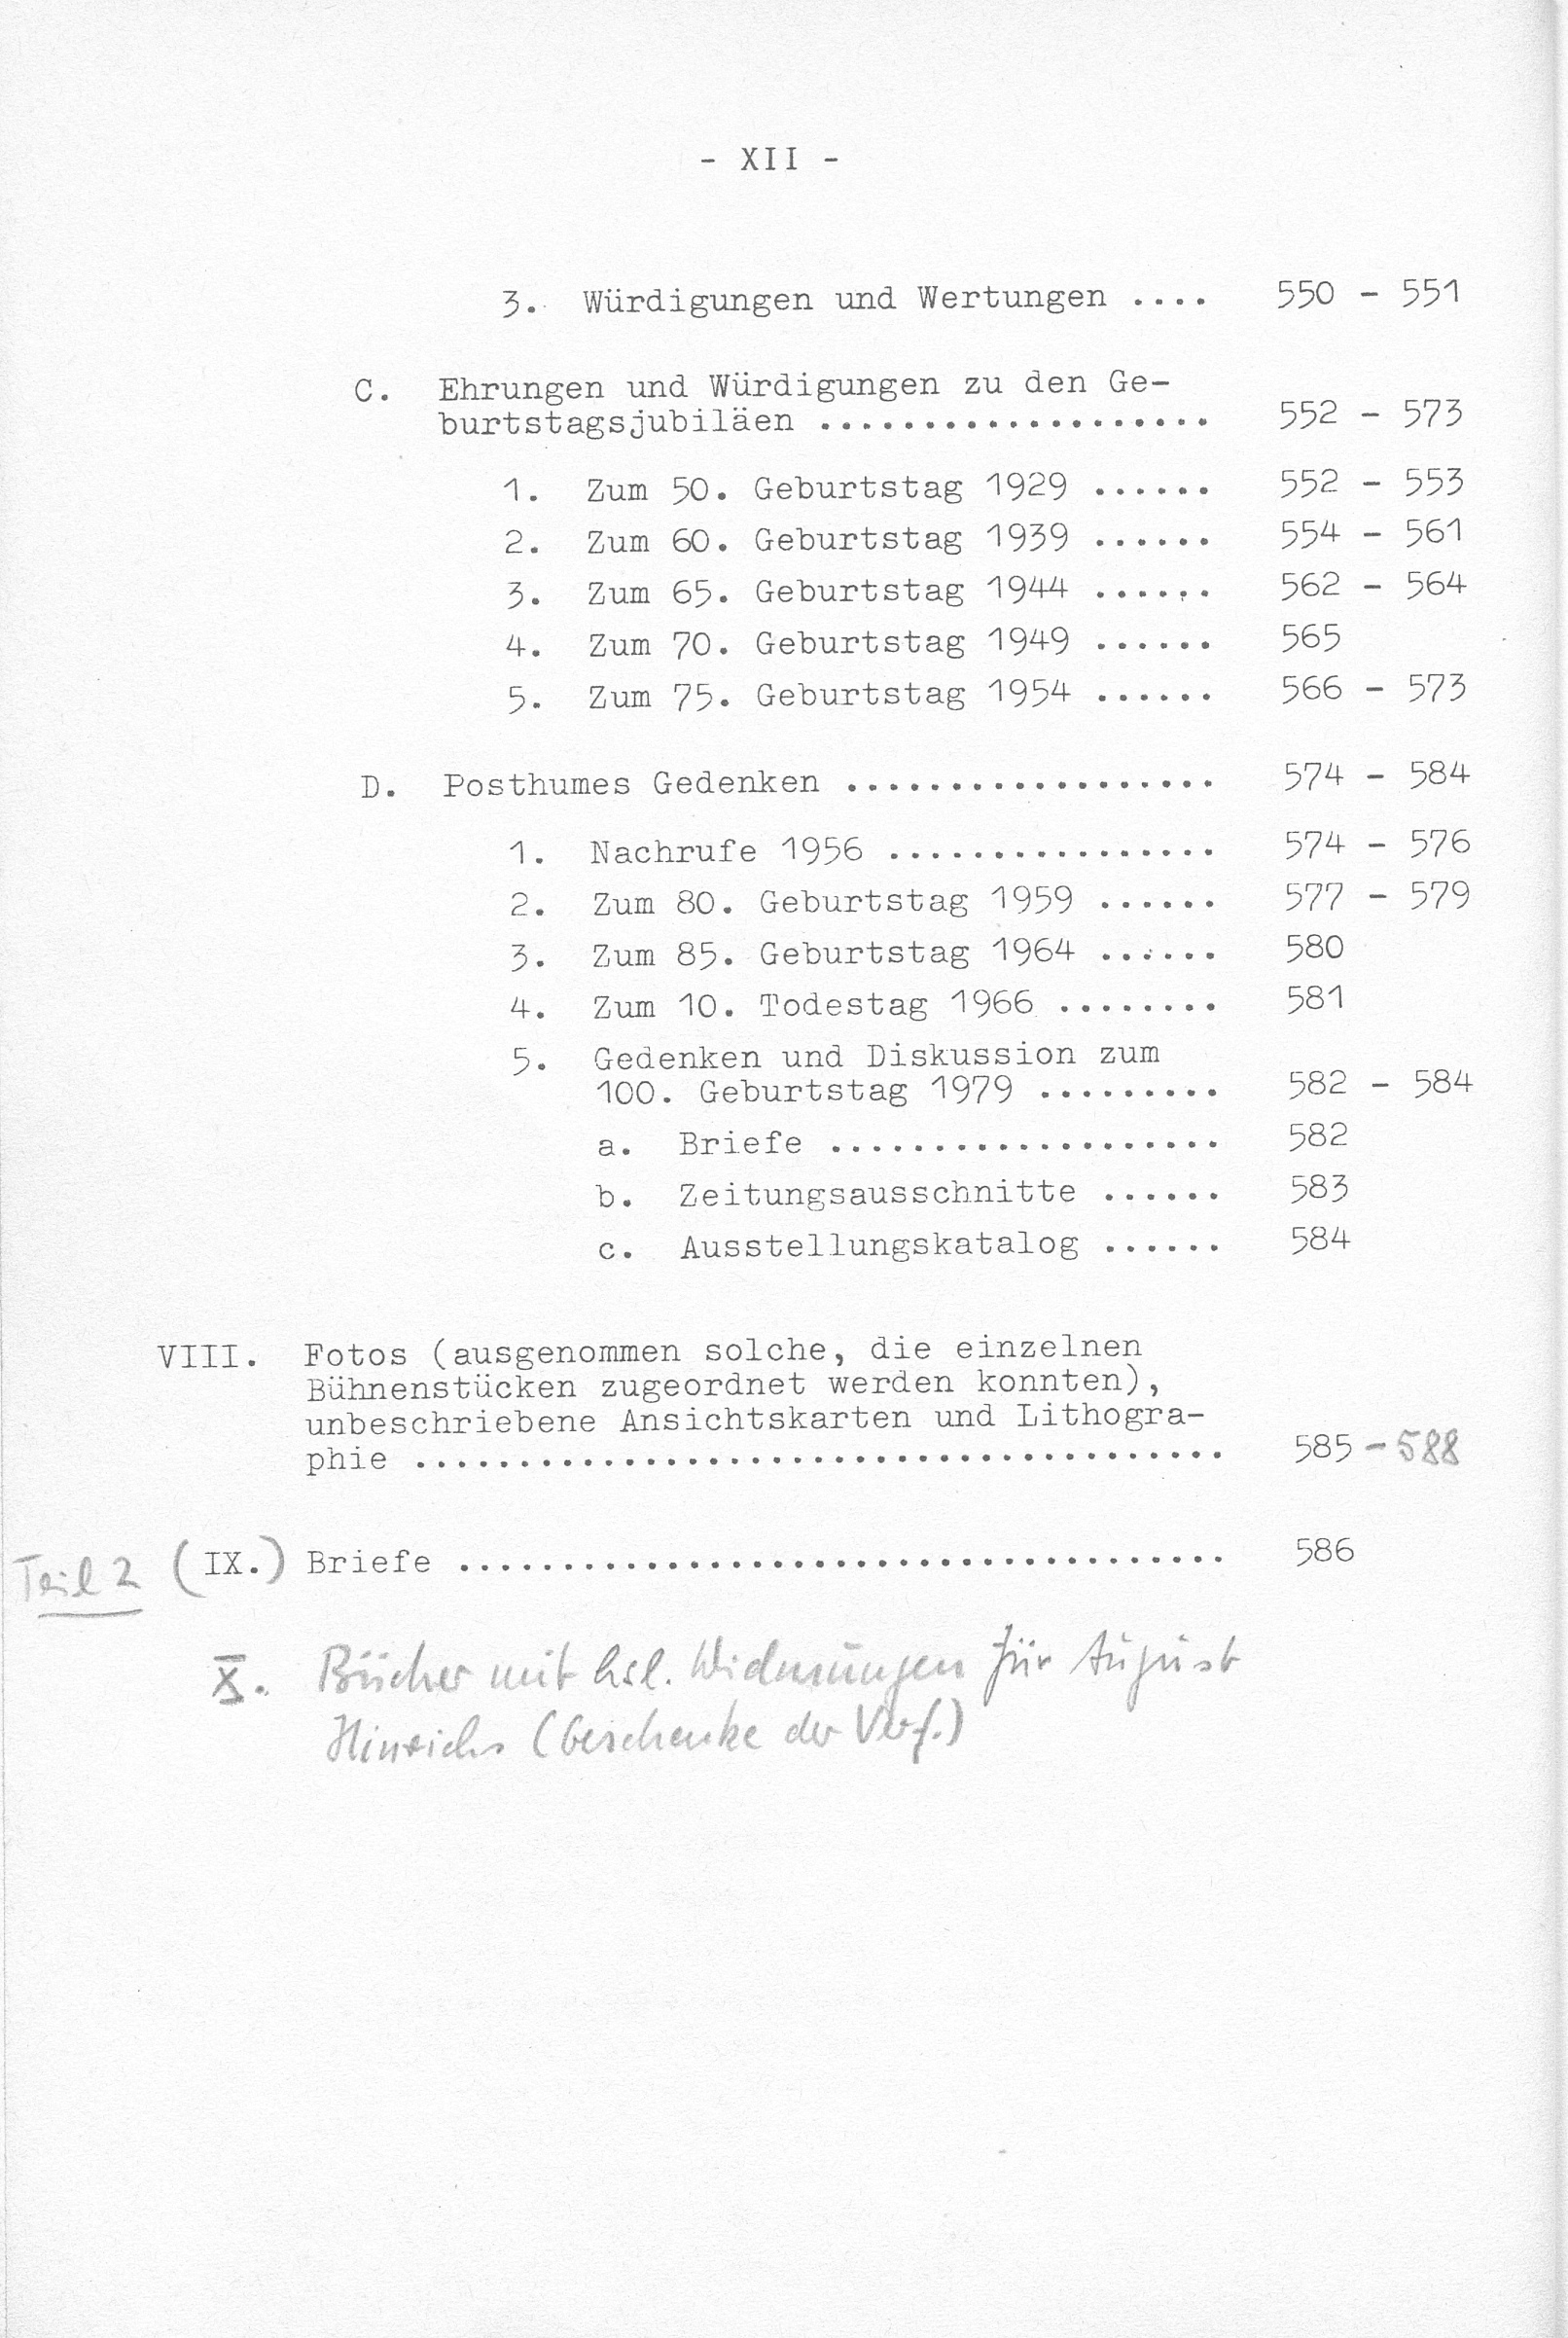 - XII -
3. Würdigungen und Wertungen .... 550 - 551
C. Ehrungen und Würdigungen zu den Ge-
burtstagsjubiläen ................... 552 - 573
1. Zum 50. Geburtstag 1929 ...... 552 - 553
2. Zum 60. Geburtstag 1939 ...... 554 - 561
3. Zum 65. Geburtstag 1944 ...... 562 - 564
4. Zum 70. Geburtstag 1949 ...... 565
5. Zum 75. Geburtstag 1954 ...... 566 - 573
D. Posthumes Gedenken .................. 574 - 584
1. Nachrufe 1956 ................ 574 - 576
2. Zum 80. Geburtstag 1959 ...... 577 - 579
3. Zum 85. Geburtstag 1964 ...... 580
4. Zum 10. Todestag 1966 ........ 581
5. Gedenken und Diskussion zum
100. Geburtstag 1979 ......... 582 - 584
a. Briefe ................... 582
b. Zeitungsausschnitte ...... 583
c. Ausstellungskatalog ...... 584
VIII. Fotos (ausgenommen solche, die einzelnen
Bühnenstücken zugeordnet werden konnten),
unbeschriebene Ansichtskarten und Lithogra-
phie ....................................... 585 - 588
Teil 2 (IX.) Briefe ..................................... 586
X. Bücher mit hsl. Widmungen für August
Hinrichs (Geschenke der Verf.)